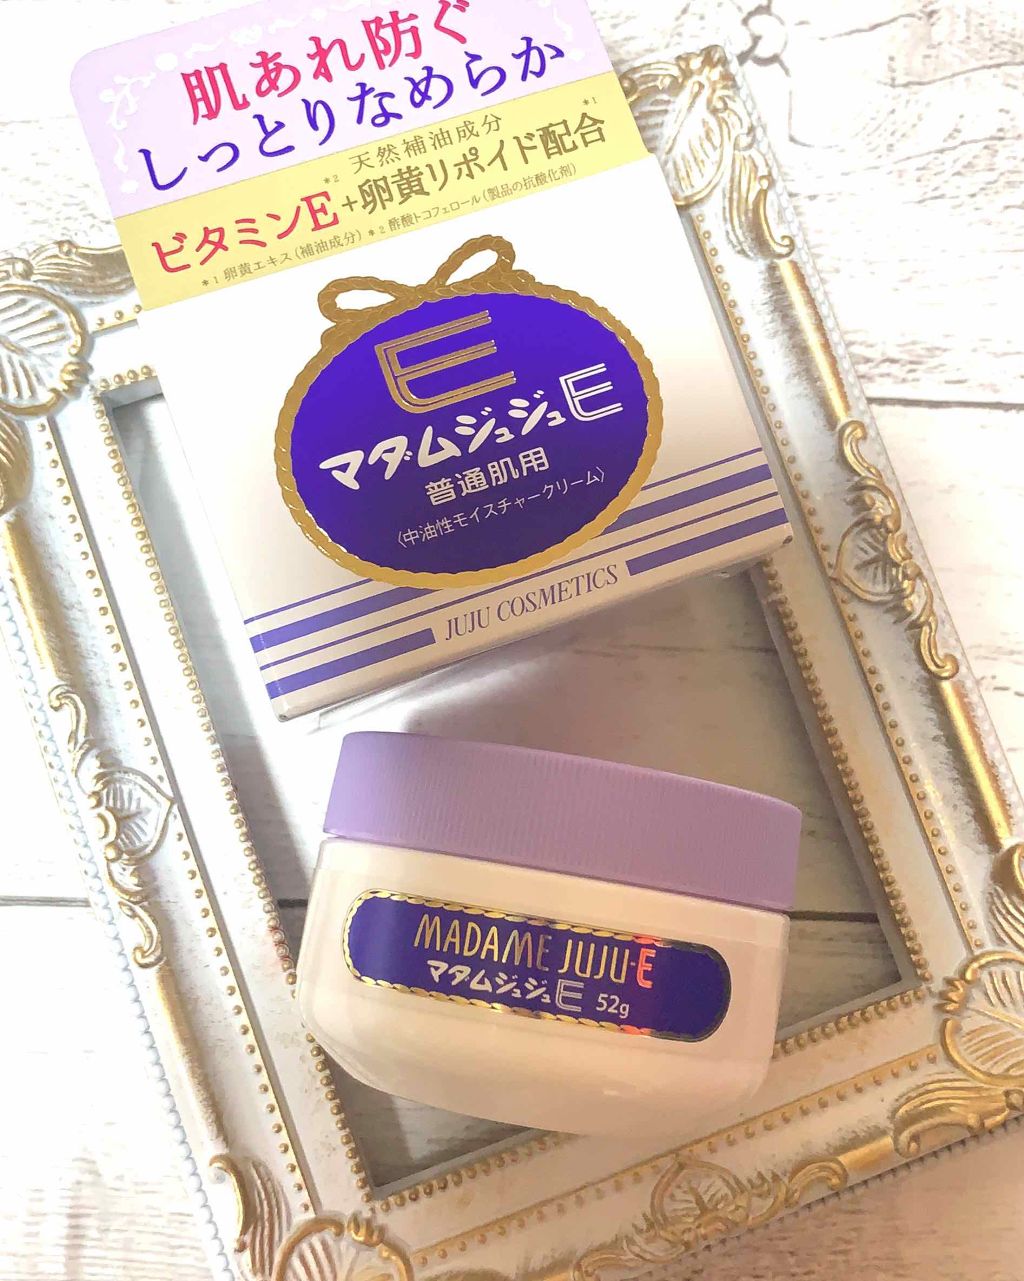 肌あれ防ぐ
しっとりなめらか
*2 天然補油成分 *1
ビタミンE+卵黄リポイド配合
*1 卵黄エキス(補油成分) *2 酢酸トコフェロール(製品の抗酸化剤)
E
マダムジュジュE
普通肌用
〈中油性モイスチャークリーム〉
JUJU COSMETICS
MADAME JUJU-E
マダムジュジュE 52g